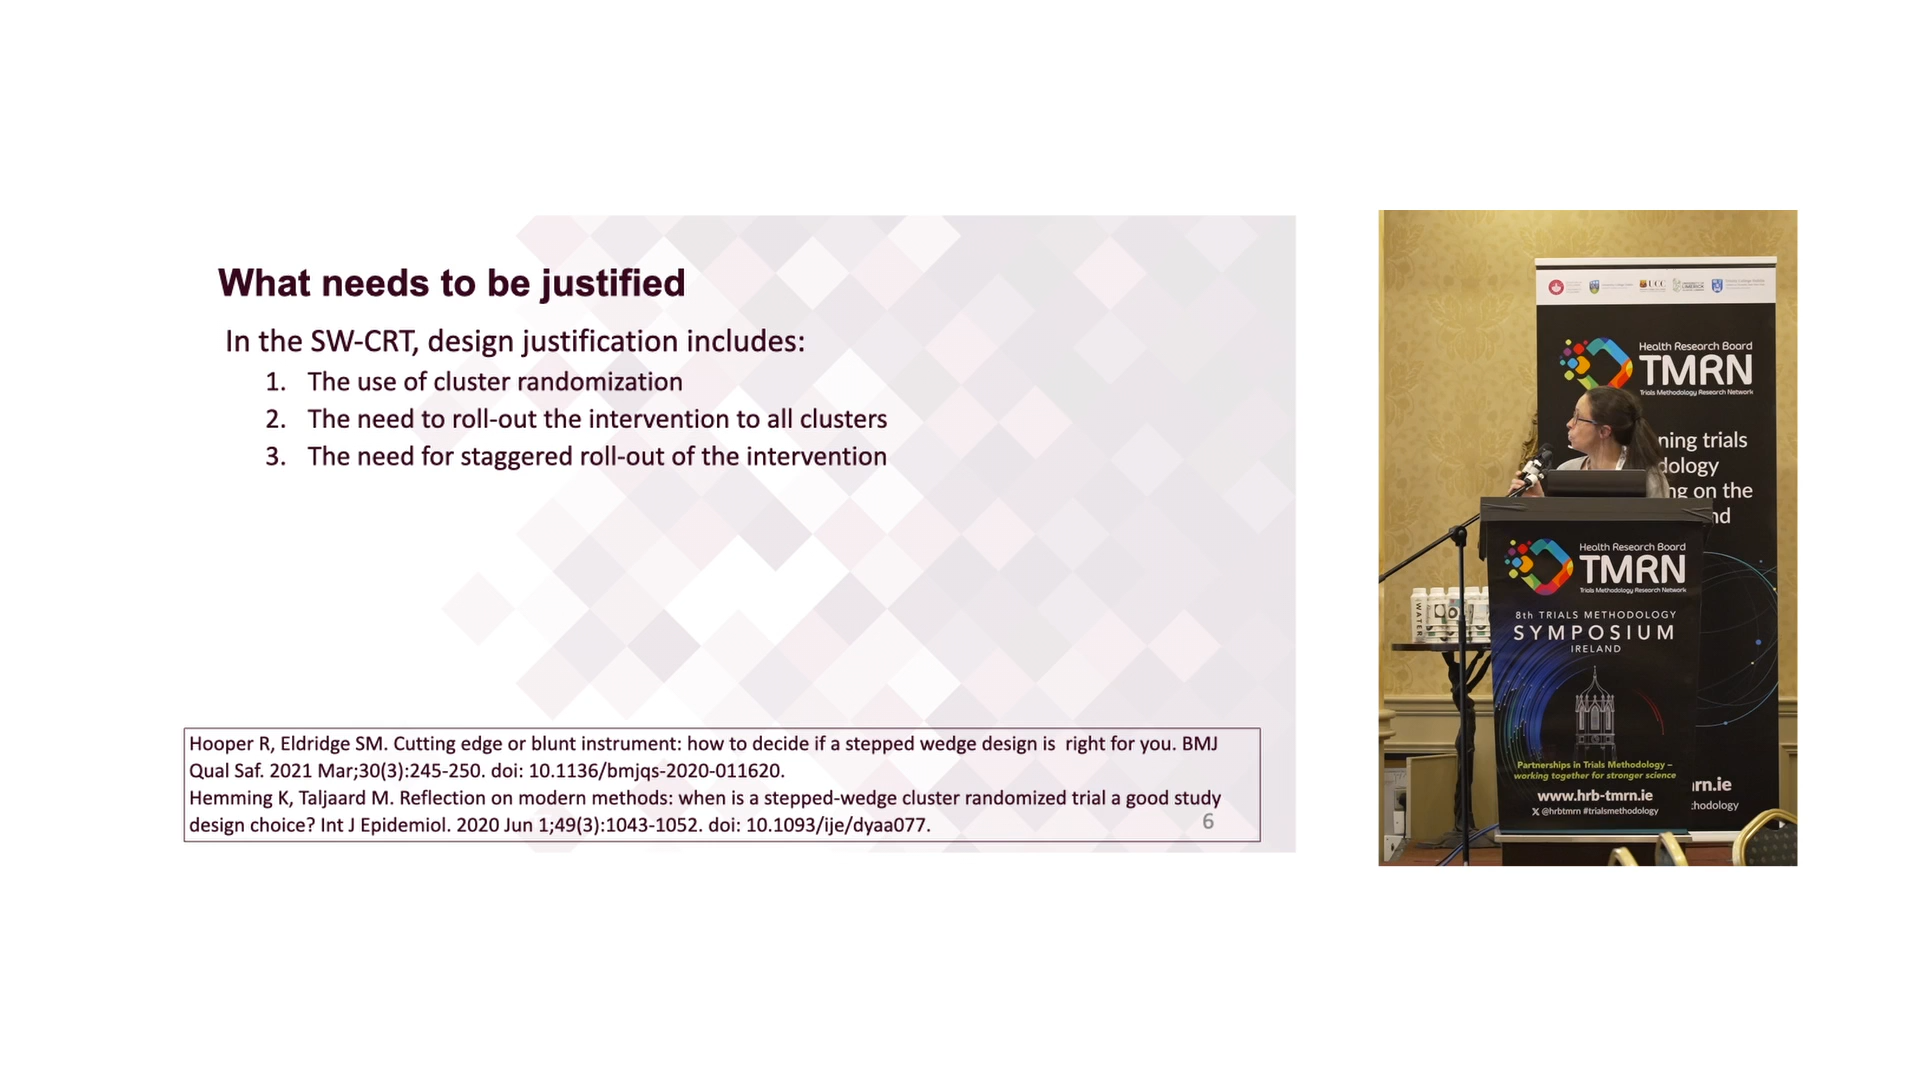 What needs to be justified
In the SW-CRT, design justification includes:
1. The use of cluster randomization
2. The need to roll-out the intervention to all clusters
3. The need for staggered roll-out of the intervention
Hooper R, Eldridge SM. Cutting edge or blunt instrument: how to decide if a stepped wedge design is right for you. BMJ
Qual Saf. 2021 Mar;30(3):245-250. doi: 10.1136/bmjqs-2020-011620.
Hemming K, Taljaard M. Reflection on modern methods: when is a stepped-wedge cluster randomized trial a good study
design choice? Int J Epidemiol. 2020 Jun 1;49(3):1043-1052. doi: 10.1093/ije/dyaa077.
6
UCC
LIMERICK
Health Research Board
TMRN
Trials Methodology Research Network
ning trials
dology
ng on the
nd
rn.ie
thodology
WATER
Health Research Board
TMRN
Trials Methodology Research Network
8th TRIALS METHODOLOGY
SYMPOSIUM
IRELAND
Partnerships in Trials Methodology –
working together for stronger science
www.hrb-tmrn.ie
X @hrbtmrn #trialsmethodology